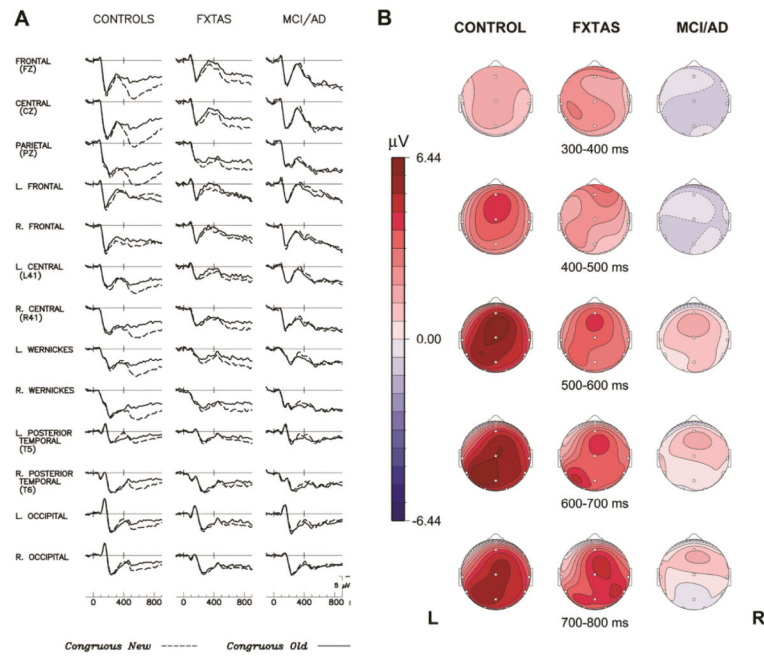 A
CONTROLS FXTAS MCI/AD
FRONTAL
(FZ)
CENTRAL
(CZ)
PARIETAL
(PZ)
L. FRONTAL
R. FRONTAL
L. CENTRAL
(L41)
R. CENTRAL
(R41)
L. WERNICKES
R. WERNICKES
L. POSTERIOR
TEMPORAL
(T5)
R. POSTERIOR
TEMPORAL
(T6)
L. OCCIPITAL
R. OCCIPITAL
5 μV
0 400 800 0 400 800 0 400 800
Congruous New Congruous Old
B
CONTROL FXTAS MCI/AD
μV
6.44
0.00
-6.44
300-400 ms
400-500 ms
500-600 ms
600-700 ms
700-800 ms
L R